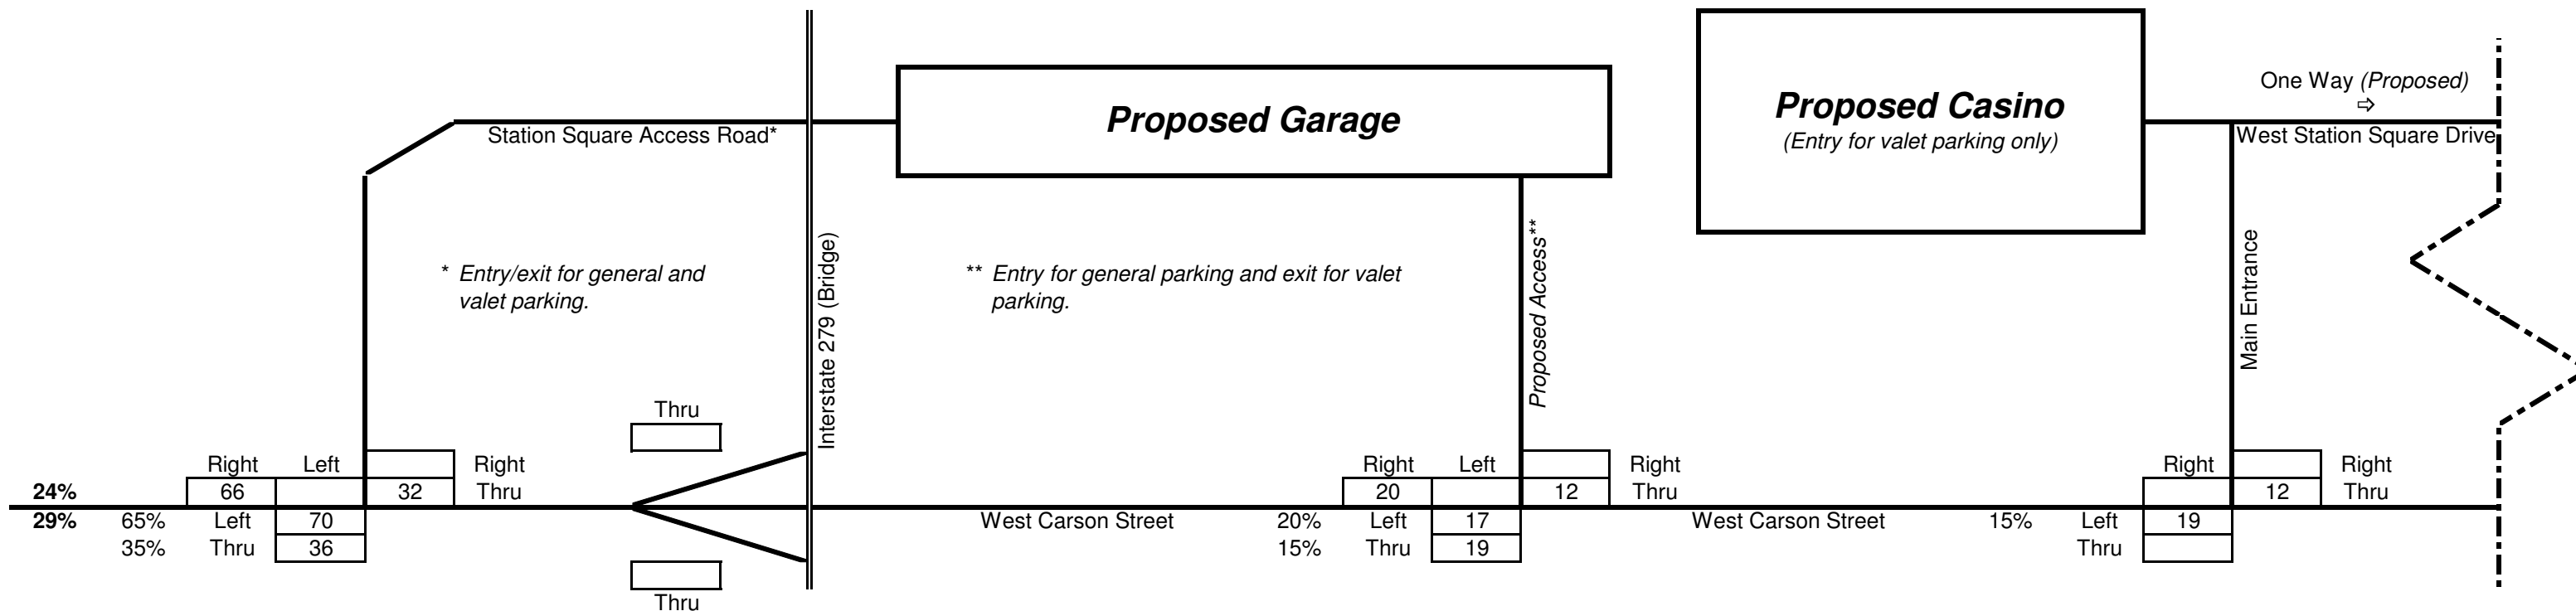 One Way (Proposed)
⇨
Proposed Garage
Proposed Casino
(Entry for valet parking only)
Station Square Access Road*
West Station Square Drive
Interstate 279 (Bridge)
Proposed Access**
Main Entrance
* Entry/exit for general and
valet parking.
** Entry for general parking and exit for valet
parking.
Thru
Right Left Right
24% 66 32 Thru
29% 65% Left 70
35% Thru 36
Thru
Right Left Right
20 12 Thru
West Carson Street 20% Left 17
15% Thru 19
Right Right
12 Thru
West Carson Street 15% Left 19
Thru